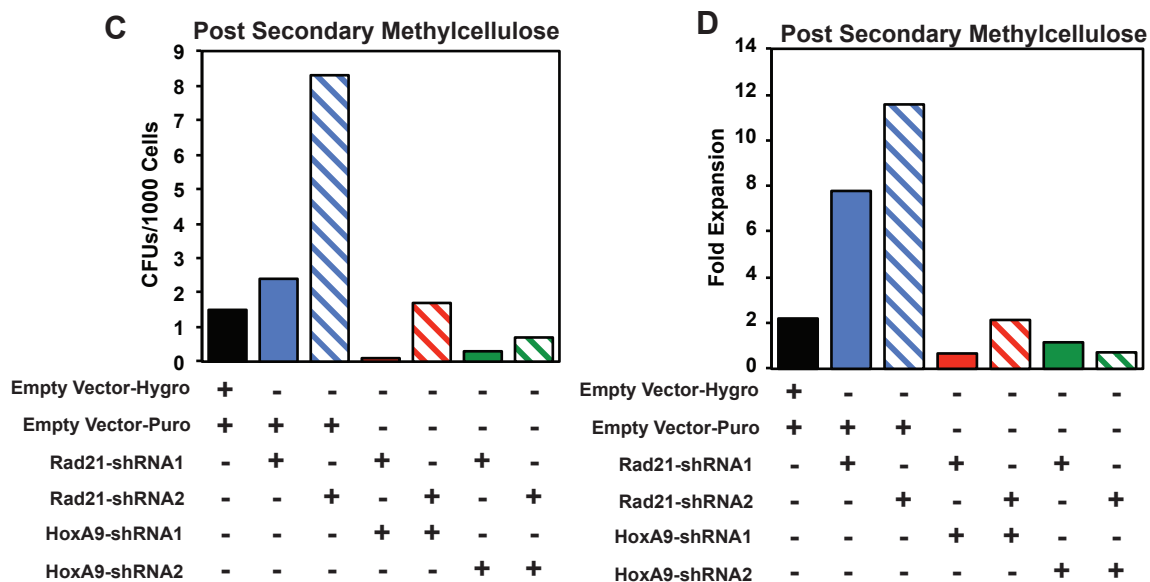 C
Post Secondary Methylcellulose
CFUs/1000 Cells
9
8
7
6
5
4
3
2
1
0
Empty Vector-Hygro + - - - - - -
Empty Vector-Puro + + + - - - -
Rad21-shRNA1 - + - + - + -
Rad21-shRNA2 - - + - + - +
HoxA9-shRNA1 - - - + + - -
HoxA9-shRNA2 - - - - - + +
D
Post Secondary Methylcellulose
Fold Expansion
14
12
10
8
6
4
2
0
Empty Vector-Hygro + - - - - - -
Empty Vector-Puro + + + - - - -
Rad21-shRNA1 - + - + - + -
Rad21-shRNA2 - - + - + - +
HoxA9-shRNA1 - - - + + - -
HoxA9-shRNA2 - - - - - + +